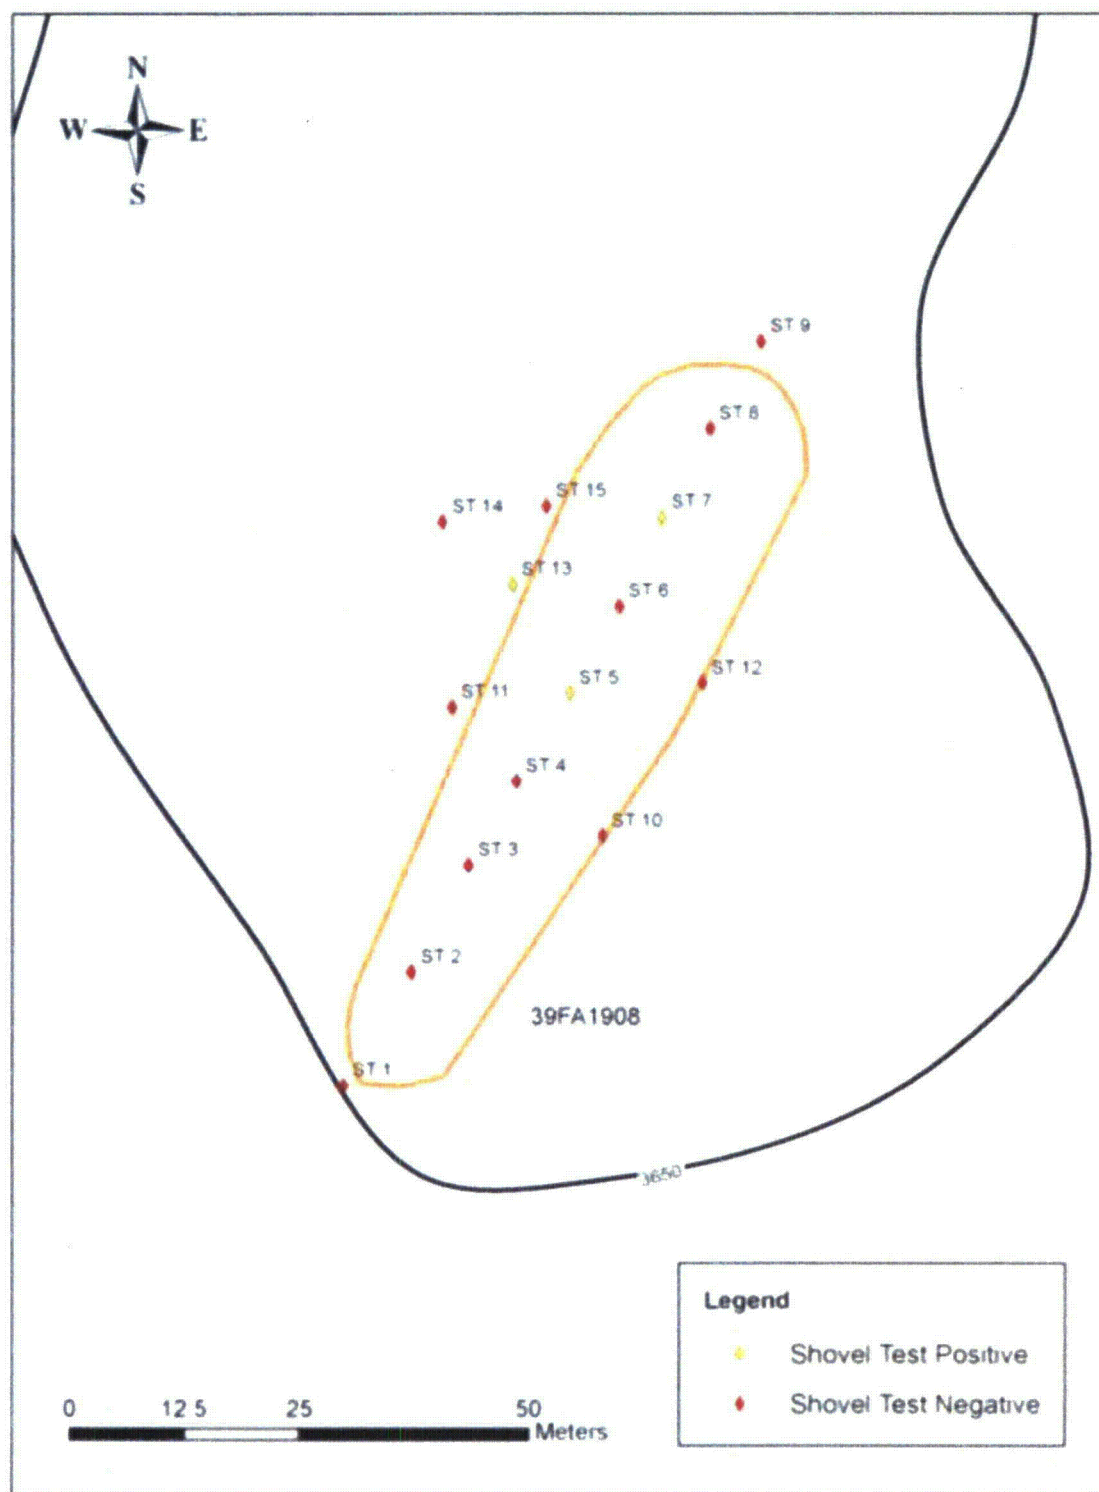 N
W E
S
ST 9
ST 8
ST 15
ST 14
ST 7
ST 13
ST 6
ST 12
ST 5
ST 11
ST 4
ST 10
ST 3
ST 2
39FA1908
ST 1
3650
Legend
Shovel Test Positive
Shovel Test Negative
0 12.5 25 50
Meters